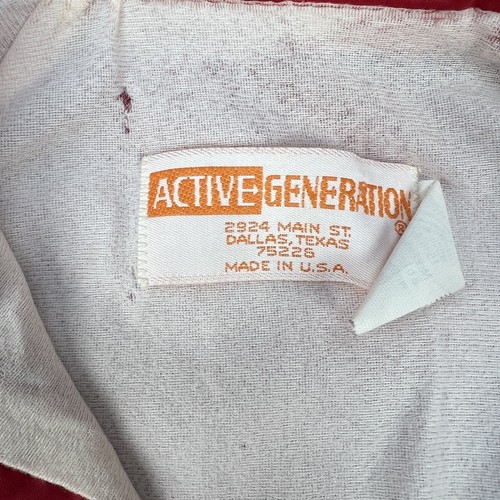 ACTIVE→GENERATION®
2924 MAIN ST.
DALLAS, TEXAS
75226
MADE IN U.S.A.